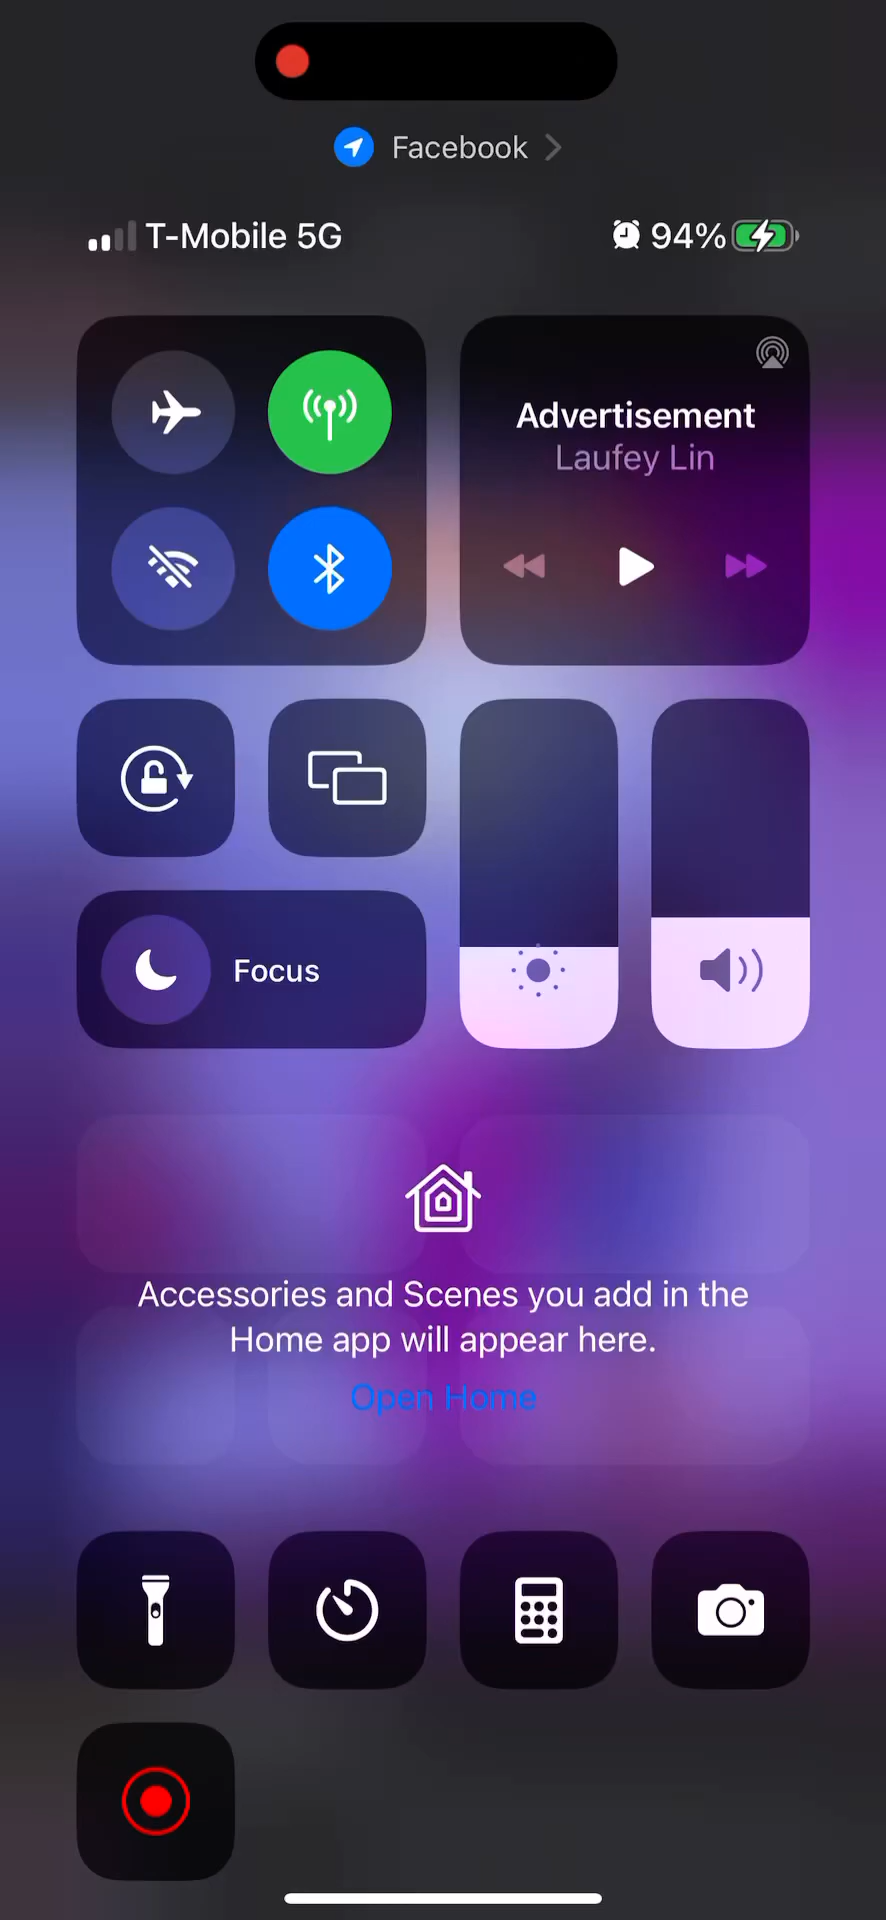 Facebook
T-Mobile 5G
94%
Advertisement
Laufey Lin
Focus
Accessories and Scenes you add in the
Home app will appear here.
Open Home